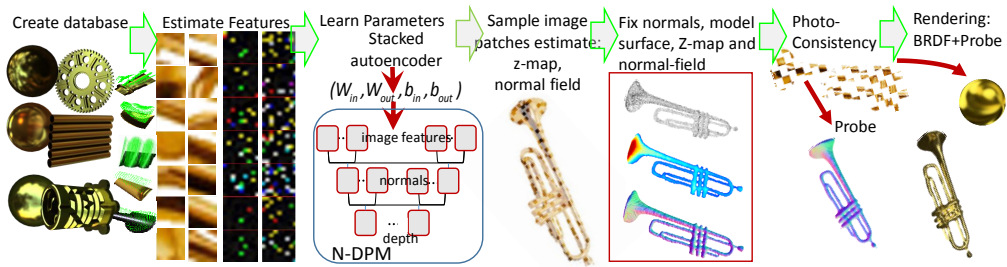 Create database
Estimate Features
Learn Parameters
Stacked
autoencoder
(W_in, W_out, b_in, b_out)
image features
normals
depth
N-DPM
Sample image
patches estimate:
z-map,
normal field
Fix normals, model
surface, Z-map and
normal-field
Photo-
Consistency
Probe
Rendering:
BRDF+Probe